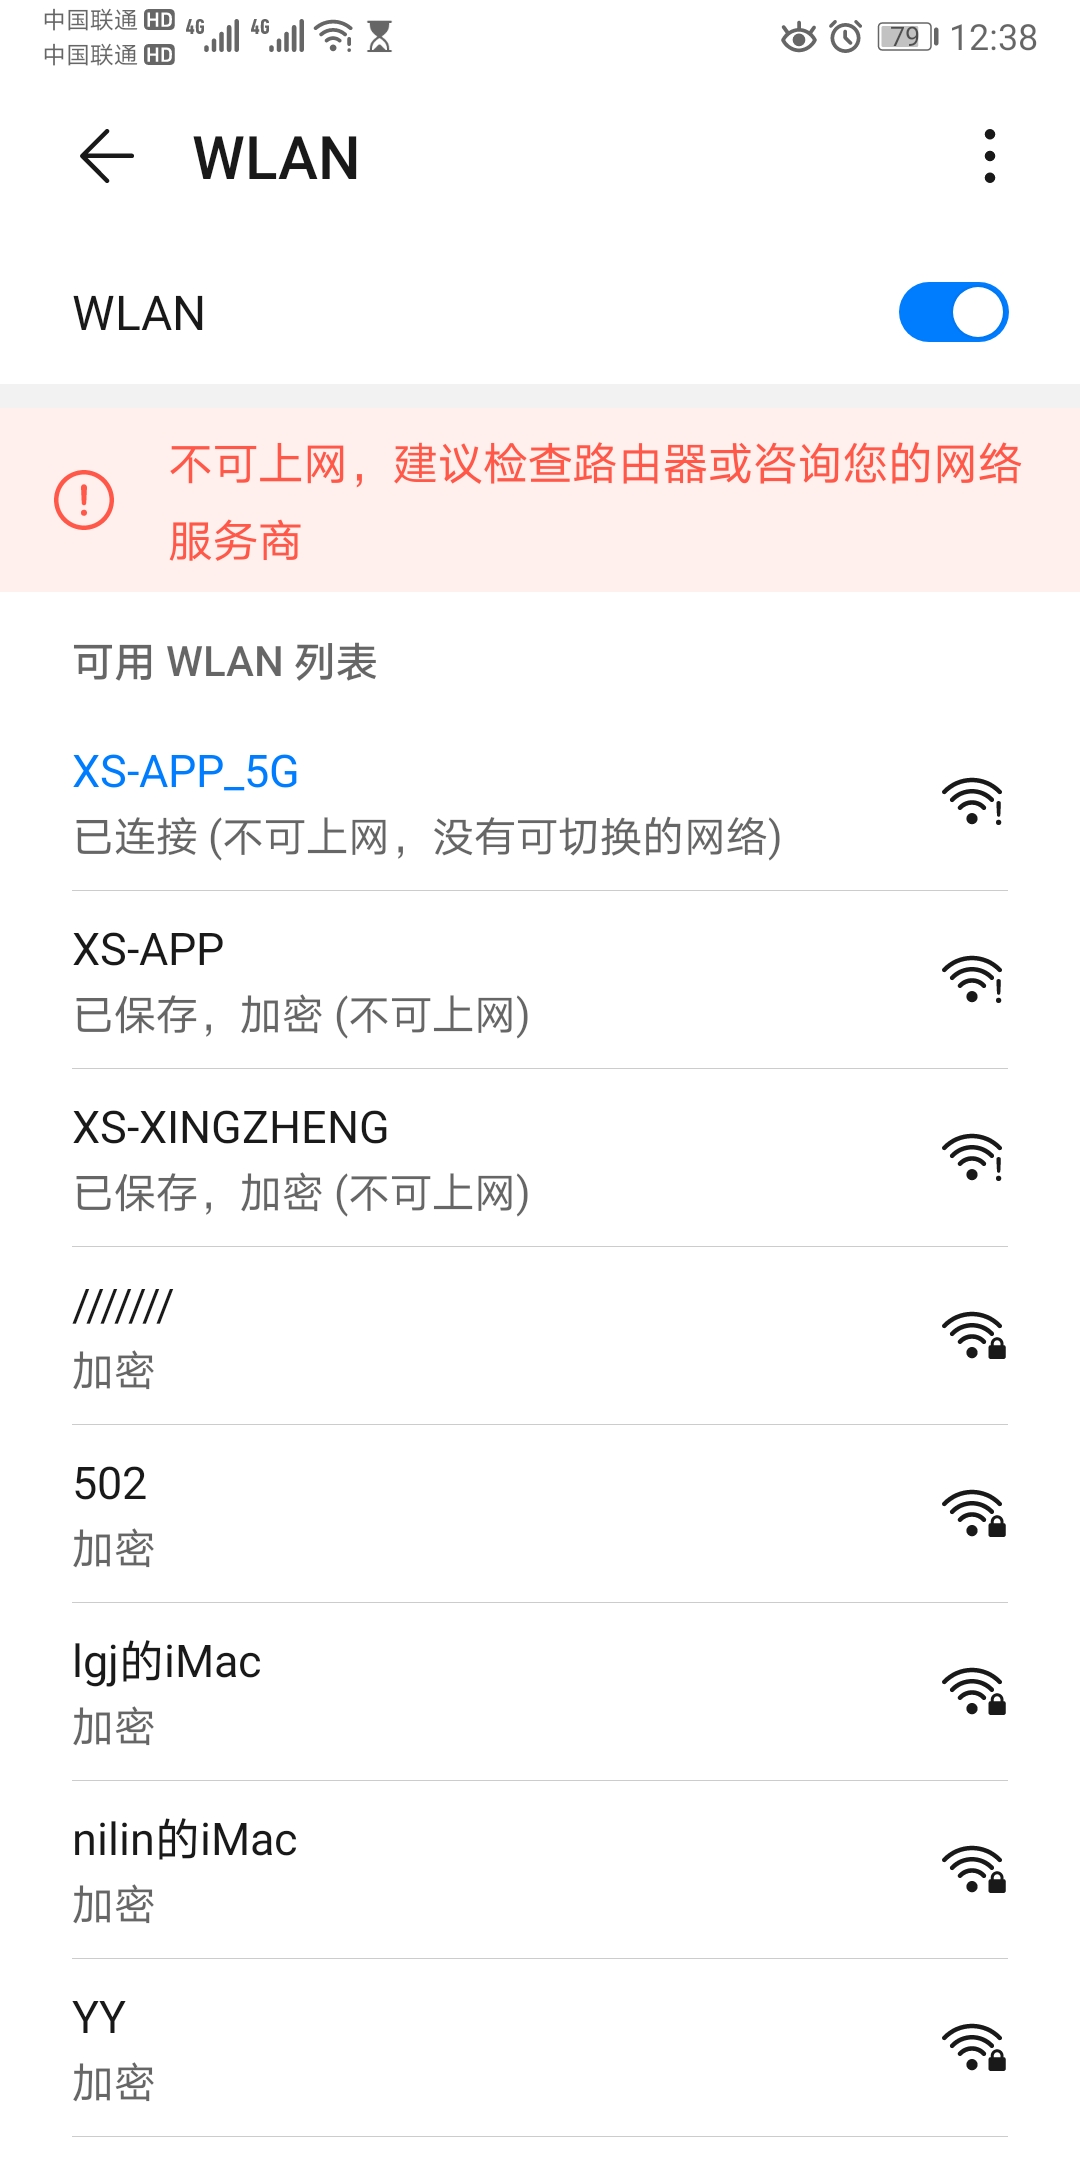 中国联通 HD 4G 4G 79 12:38
中国联通 HD
WLAN
WLAN
不可上网，建议检查路由器或咨询您的网络
服务商
可用 WLAN 列表
XS-APP_5G
已连接 (不可上网，没有可切换的网络)
XS-APP
已保存，加密 (不可上网)
XS-XINGZHENG
已保存，加密 (不可上网)
///////
加密
502
加密
lgj的iMac
加密
nilin的iMac
加密
YY
加密